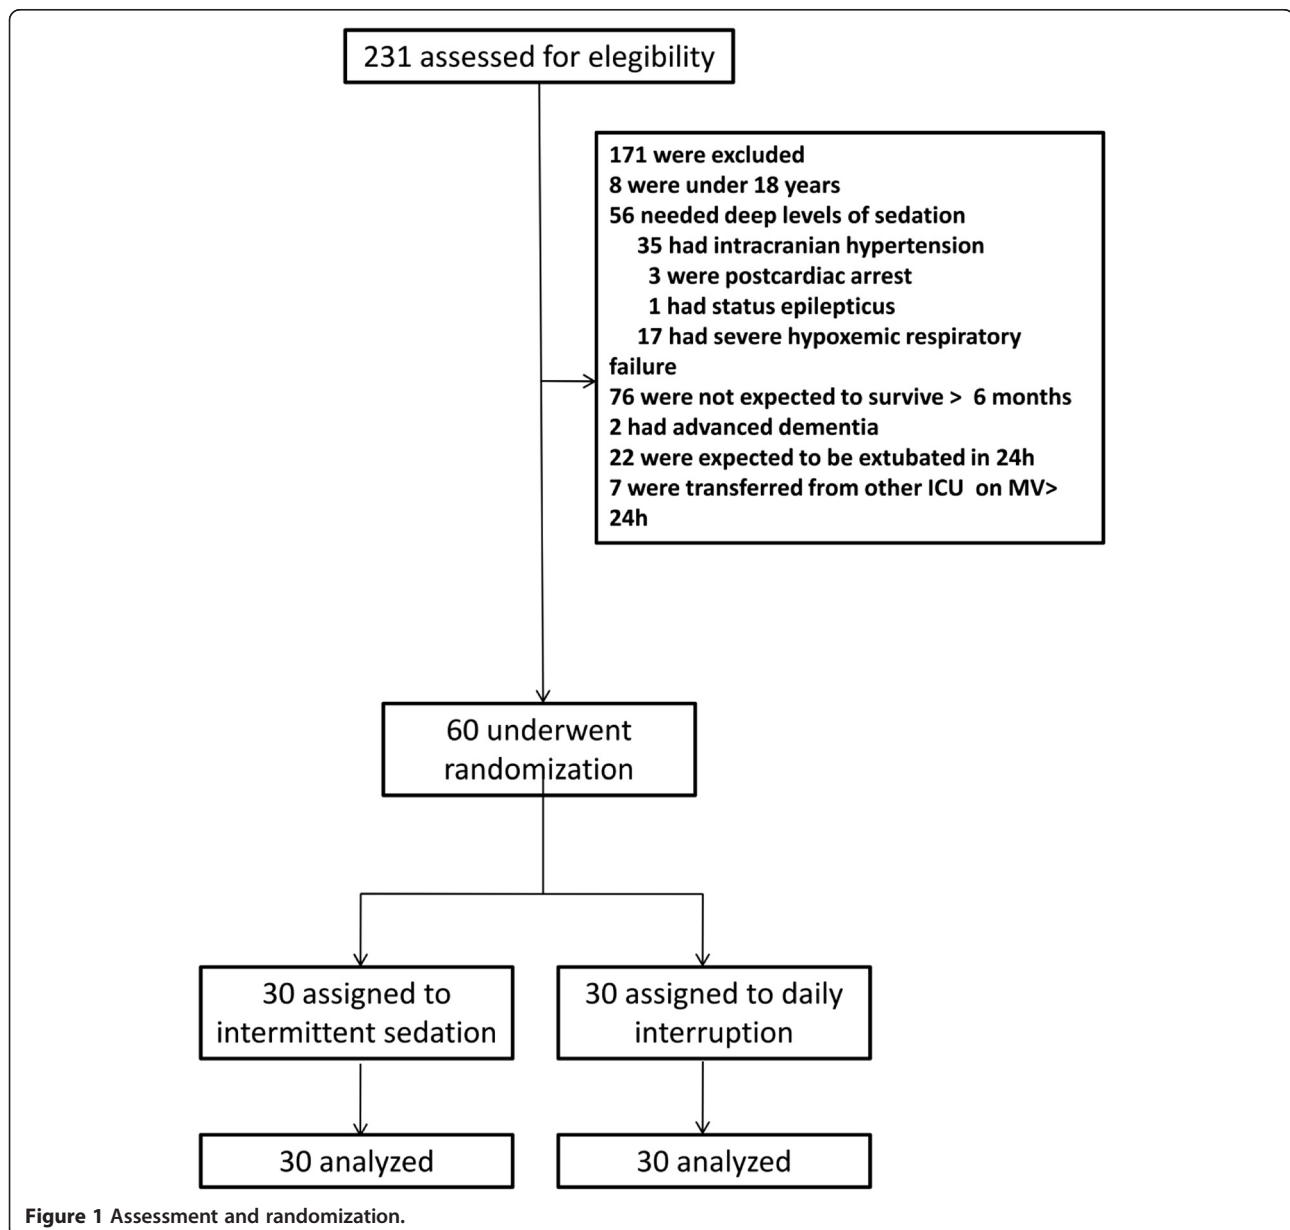 231 assessed for elegibility
171 were excluded
8 were under 18 years
56 needed deep levels of sedation
35 had intracranian hypertension
3 were postcardiac arrest
1 had status epilepticus
17 had severe hypoxemic respiratory
failure
76 were not expected to survive > 6 months
2 had advanced dementia
22 were expected to be extubated in 24h
7 were transferred from other ICU on MV>
24h
60 underwent
randomization
30 assigned to
intermittent sedation
30 assigned to daily
interruption
30 analyzed
30 analyzed
Figure 1 Assessment and randomization.